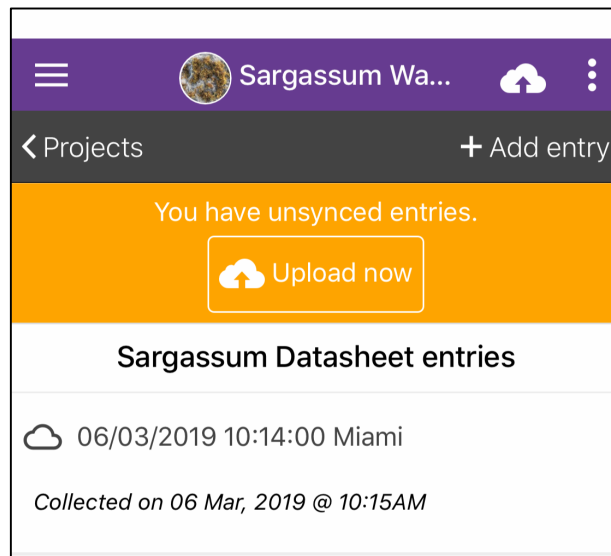 Sargassum Wa...
Projects
+ Add entry
You have unsynced entries.
Upload now
Sargassum Datasheet entries
06/03/2019 10:14:00 Miami
Collected on 06 Mar, 2019 @ 10:15AM